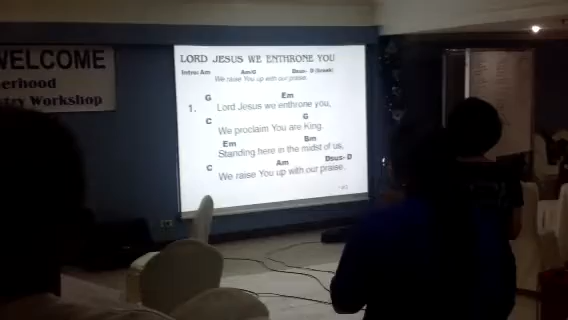 WELCOME
erhood
stry Workshop
LORD JESUS WE ENTHRONE YOU
Intro: Am Am/G Dsus- D (break)
We raise You up with our praise
G Em
1. Lord Jesus we enthrone you,
C G
We proclaim You are King.
Em Bm
Standing here in the midst of us,
C Am Dsus- D
We raise You up with our praise.